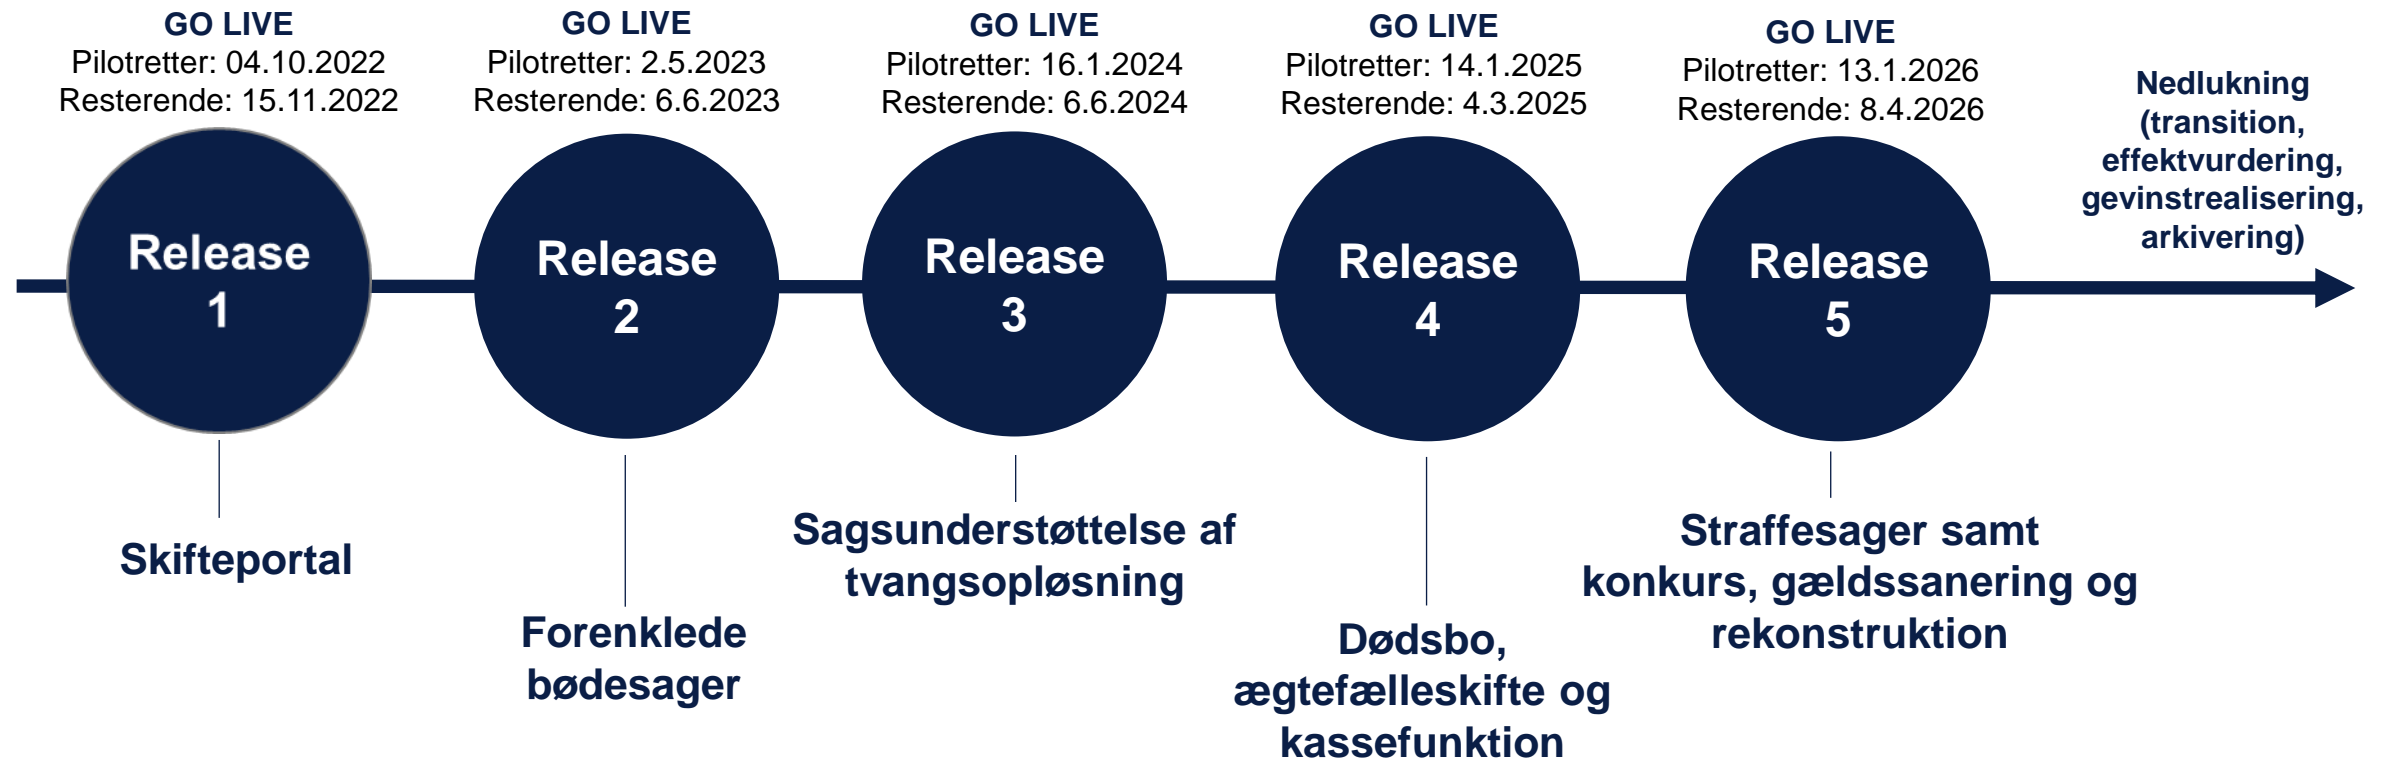 GO LIVE
Pilotretter: 04.10.2022
Resterende: 15.11.2022
Release
1
Skifteportal
GO LIVE
Pilotretter: 2.5.2023
Resterende: 6.6.2023
Release
2
Forenklede
bødesager
GO LIVE
Pilotretter: 16.1.2024
Resterende: 6.6.2024
Release
3
Sagsunderstøttelse af
tvangsopløsning
GO LIVE
Pilotretter: 14.1.2025
Resterende: 4.3.2025
Release
4
Dødsbo,
ægtefælleskifte og
kassefunktion
GO LIVE
Pilotretter: 13.1.2026
Resterende: 8.4.2026
Release
5
Straffesager samt
konkurs, gældssanering og
rekonstruktion
Nedlukning
(transition,
effektvurdering,
gevinstrealisering,
arkivering)